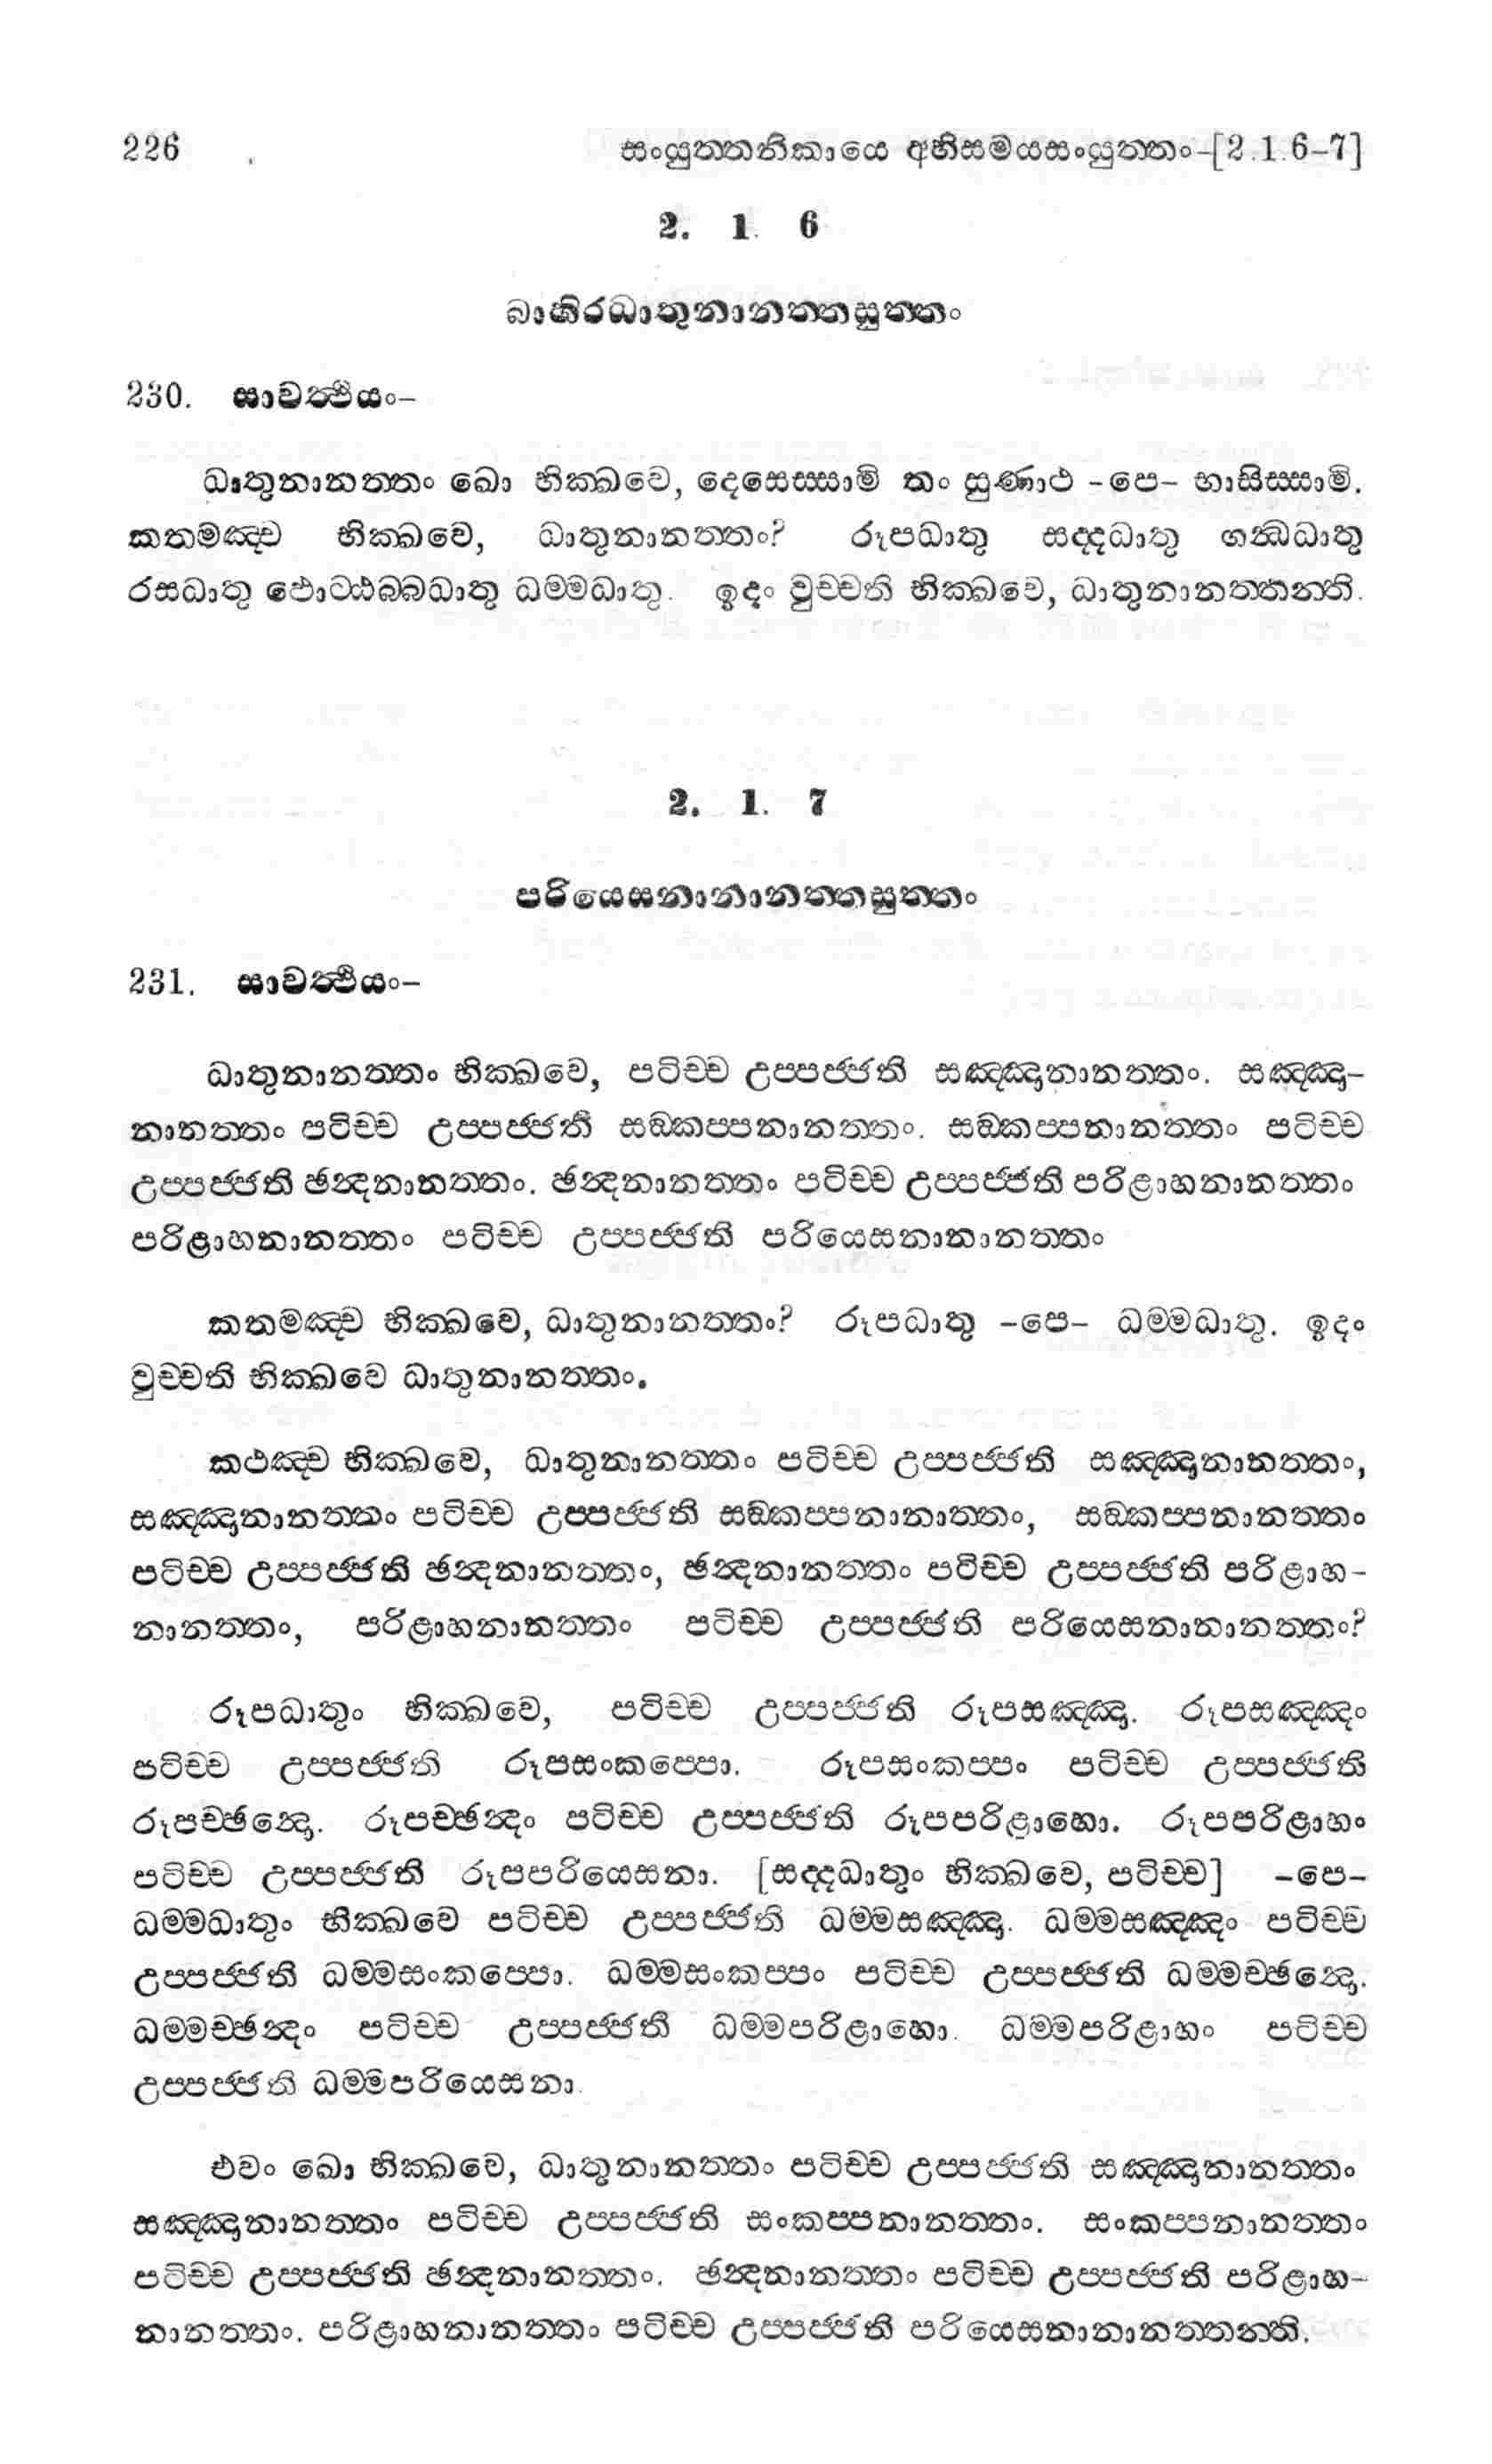 226 සංයුත්තනිකායෙ අභිසමයසංයුත්තං-[2.1.6-7]
2. 1. 6
බාහිරධාතුනානත්තසුත්තං
230. සාවත්ථියං-
ධාතුනානත්තං ඛො භික්ඛවෙ, දෙසෙස්සාමි තං සුණාථ -පෙ- භාසිස්සාමි.
කතමඤ්ච භික්ඛවෙ, ධාතුනානත්තං? රූපධාතු සද්දධාතු ගන්ධධාතු
රසධාතු ඵොට්ඨබ්බධාතු ධම්මධාතු. ඉදං වුච්චති භික්ඛවෙ, ධාතුනානත්තන්ති.
2. 1. 7
පරියෙසනානානත්තසුත්තං
231. සාවත්ථියං-
ධාතුනානත්තං භික්ඛවෙ, පටිච්ච උප්පජ්ජති සඤ්ඤානානත්තං. සඤ්ඤා-
නානත්තං පටිච්ච උප්පජ්ජති සඞ්කප්පනානත්තං. සඞ්කප්පනානත්තං පටිච්ච
උප්පජ්ජති ඡන්දනානත්තං. ඡන්දනානත්තං පටිච්ච උප්පජ්ජති පරිළාහනානත්තං
පරිළාහනානත්තං පටිච්ච උප්පජ්ජති පරියෙසනානානත්තං
කතමඤ්ච භික්ඛවෙ, ධාතුනානත්තං? රූපධාතු -පෙ- ධම්මධාතු. ඉදං
වුච්චති භික්ඛවෙ ධාතුනානත්තං.
කථඤ්ච භික්ඛවෙ, ධාතුනානත්තං පටිච්ච උප්පජ්ජති සඤ්ඤානානත්තං,
සඤ්ඤානානත්තං පටිච්ච උප්පජ්ජති සඞ්කප්පනානාත්තං, සඞ්කප්පනානත්තං
පටිච්ච උප්පජ්ජති ඡන්දනානත්තං, ඡන්දනානත්තං පටිච්ච උප්පජ්ජති පරිළාහ-
නානත්තං, පරිළාහනානත්තං පටිච්ච උප්පජ්ජති පරියෙසනානානත්තං?
රූපධාතුං භික්ඛවෙ, පටිච්ච උප්පජ්ජති රූපසඤ්ඤා. රූපසඤ්ඤං
පටිච්ච උප්පජ්ජති රූපසංකප්පො. රූපසංකප්පං පටිච්ච උප්පජ්ජති
රූපච්ඡන්දො. රූපච්ඡන්දං පටිච්ච උප්පජ්ජති රූපපරිළාහො. රූපපරිළාහං
පටිච්ච උප්පජ්ජති රූපපරියෙසනා. [සද්දධාතුං භික්ඛවෙ, පටිච්ච] -පෙ-
ධම්මධාතුං භික්ඛවෙ පටිච්ච උප්පජ්ජති ධම්මසඤ්ඤා. ධම්මසඤ්ඤං පටිච්ච
උප්පජ්ජති ධම්මසංකප්පො. ධම්මසංකප්පං පටිච්ච උප්පජ්ජති ධම්මච්ඡන්දො.
ධම්මච්ඡන්දං පටිච්ච උප්පජ්ජති ධම්මපරිළාහො. ධම්මපරිළාහං පටිච්ච
උප්පජ්ජති ධම්මපරියෙසනා.
එවං ඛො භික්ඛවෙ, ධාතුනානත්තං පටිච්ච උප්පජ්ජති සඤ්ඤානානත්තං
සඤ්ඤානානත්තං පටිච්ච උප්පජ්ජති සංකප්පනානත්තං. සංකප්පනානත්තං
පටිච්ච උප්පජ්ජති ඡන්දනානත්තං. ඡන්දනානත්තං පටිච්ච උප්පජ්ජති පරිළාහ-
නානත්තං. පරිළාහනානත්තං පටිච්ච උප්පජ්ජති පරියෙසනානානත්තන්ති.